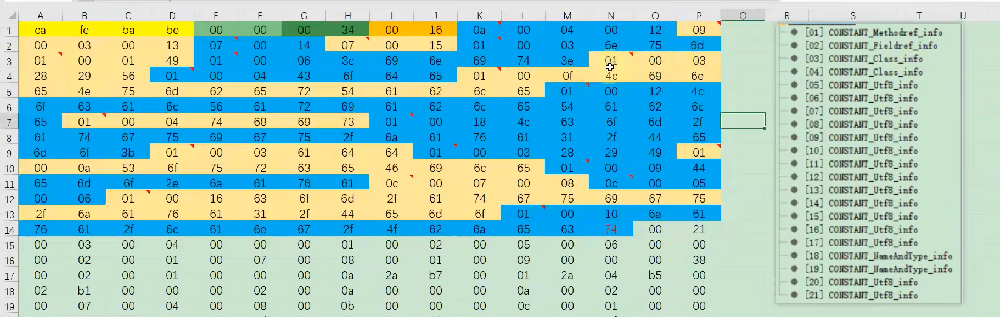 A B C D E F G H I J K L M N O P Q R S T U
1 ca fe ba be 00 00 00 34 00 16 0a 00 04 00 12 09
2 00 03 00 13 07 00 14 07 00 15 01 00 03 6e 75 6d
3 01 00 01 49 01 00 06 3c 69 6e 69 74 3e 01 00 03
4 28 29 56 01 00 04 43 6f 64 65 01 00 0f 4c 69 6e
5 65 4e 75 6d 62 65 72 54 61 62 6c 65 01 00 12 4c
6 6f 63 61 6c 56 61 72 69 61 62 6c 65 54 61 62 6c
7 65 01 00 04 74 68 69 73 01 00 18 4c 63 6f 6d 2f
8 61 74 67 75 69 67 75 2f 6a 61 76 61 31 2f 44 65
9 6d 6f 3b 01 00 03 61 64 64 01 00 03 28 29 49 01
10 00 0a 53 6f 75 72 63 65 46 69 6c 65 01 00 09 44
11 65 6d 6f 2e 6a 61 76 61 0c 00 07 00 08 0c 00 05
12 00 06 01 00 16 63 6f 6d 2f 61 74 67 75 69 67 75
13 2f 6a 61 76 61 31 2f 44 65 6d 6f 01 00 10 6a 61
14 76 61 2f 6c 61 6e 67 2f 4f 62 6a 65 63 74 00 21
15 00 03 00 04 00 00 00 01 00 02 00 05 00 06 00 00
16 00 02 00 01 00 07 00 08 00 01 00 09 00 00 00 38
17 00 02 00 01 00 00 00 0a 2a b7 00 01 2a 04 b5 00
18 02 b1 00 00 00 02 00 0a 00 00 00 0a 00 02 00 00
19 00 07 00 04 00 08 00 0b 00 00 00 0c 00 01 00 00
[01] CONSTANT_Methodref_info
[02] CONSTANT_Fieldref_info
[03] CONSTANT_Class_info
[04] CONSTANT_Class_info
[05] CONSTANT_Utf8_info
[06] CONSTANT_Utf8_info
[07] CONSTANT_Utf8_info
[08] CONSTANT_Utf8_info
[09] CONSTANT_Utf8_info
[10] CONSTANT_Utf8_info
[11] CONSTANT_Utf8_info
[12] CONSTANT_Utf8_info
[13] CONSTANT_Utf8_info
[14] CONSTANT_Utf8_info
[15] CONSTANT_Utf8_info
[16] CONSTANT_Utf8_info
[17] CONSTANT_Utf8_info
[18] CONSTANT_NameAndType_info
[19] CONSTANT_NameAndType_info
[20] CONSTANT_Utf8_info
[21] CONSTANT_Utf8_info